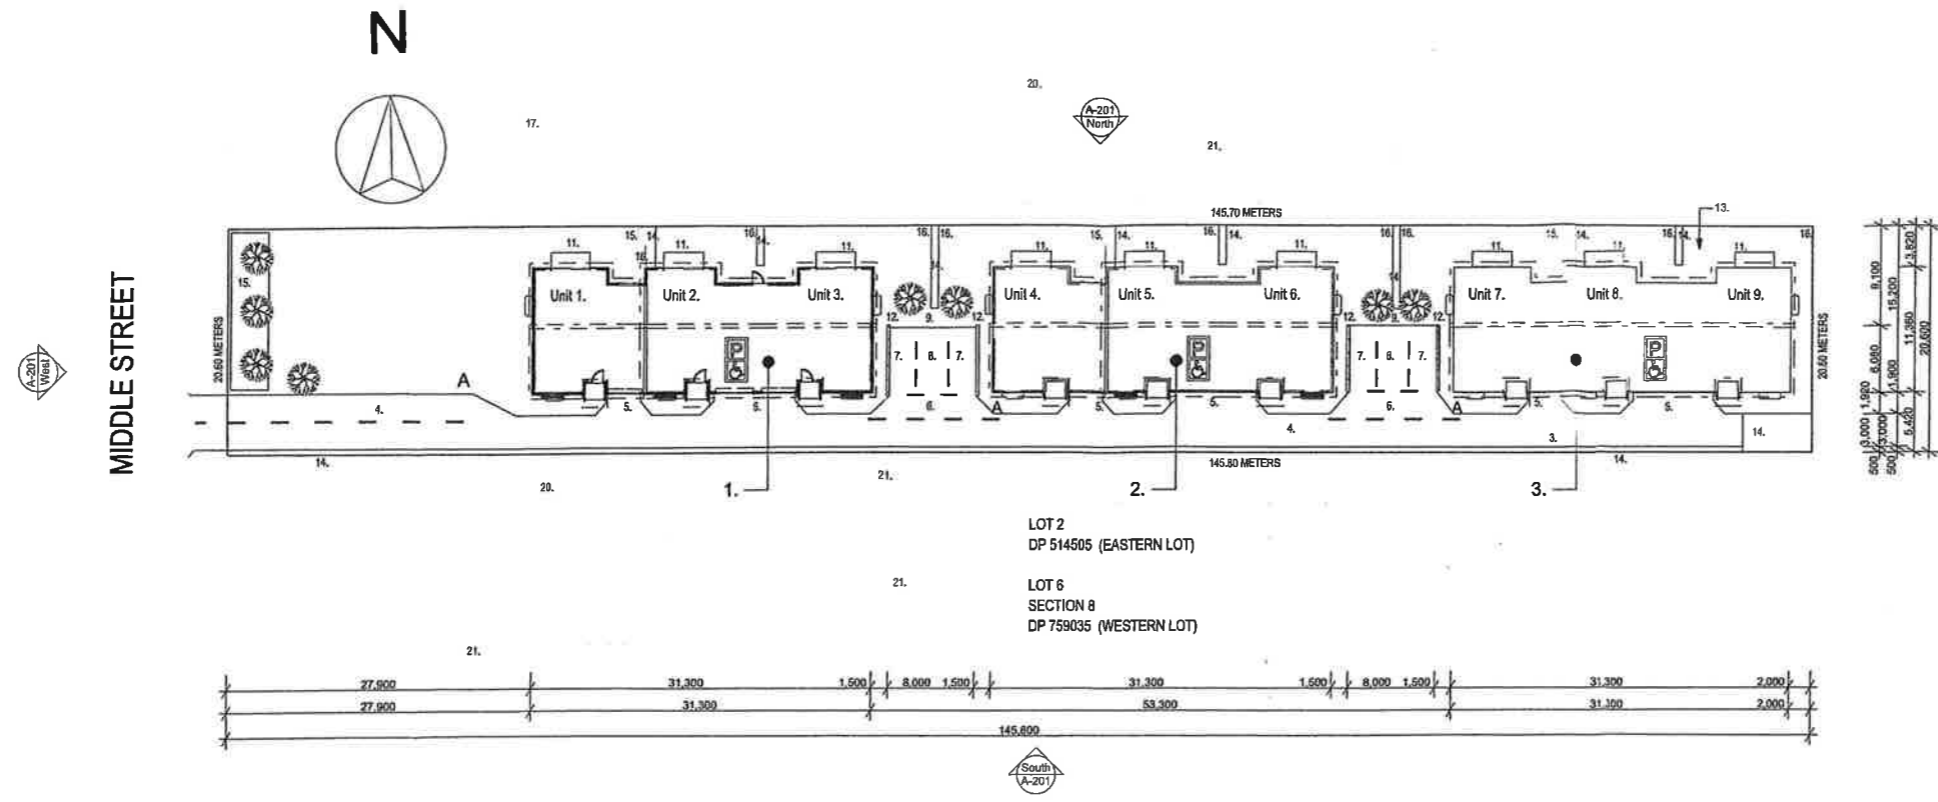 N
20.
17.
A-201
North
21.
145.70 METERS
13.
11.
15. 14.
11.
16.
14.
11.
16.
15.
11.
15. 14.
11.
16.
14.
11.
16.
15.
11.
15. 14.
11.
16.
14.
11.
16.
16.
14.
14.
15.
Unit 1.
Unit 2.
Unit 3.
Unit 4.
Unit 5.
Unit 6.
Unit 7.
Unit 8.
Unit 9.
12.
9.
12.
12.
9.
12.
7.
8.
7.
7.
8.
7.
P
P
P
MIDDLE STREET
A-201
West
20.60 METERS
20.60 METERS
A
4.
5.
5.
6.
A
5.
5.
6.
A
5.
5.
4.
3.
14.
14.
145.80 METERS
14.
20.
21.
1.
2.
3.
9,100
6,080
1,920
3,000
500
15,200
1,900
3,000
500
3,820
11,360
5,420
20,600
LOT 2
DP 514505 (EASTERN LOT)
21.
LOT 6
SECTION 8
DP 759035 (WESTERN LOT)
21.
27,900 31,300 1,500 8,000 1,500 31,300 1,500 8,000 1,500 31,300 2,000
27,900 31,300 53,300 31,300 2,000
145,800
South
A-201